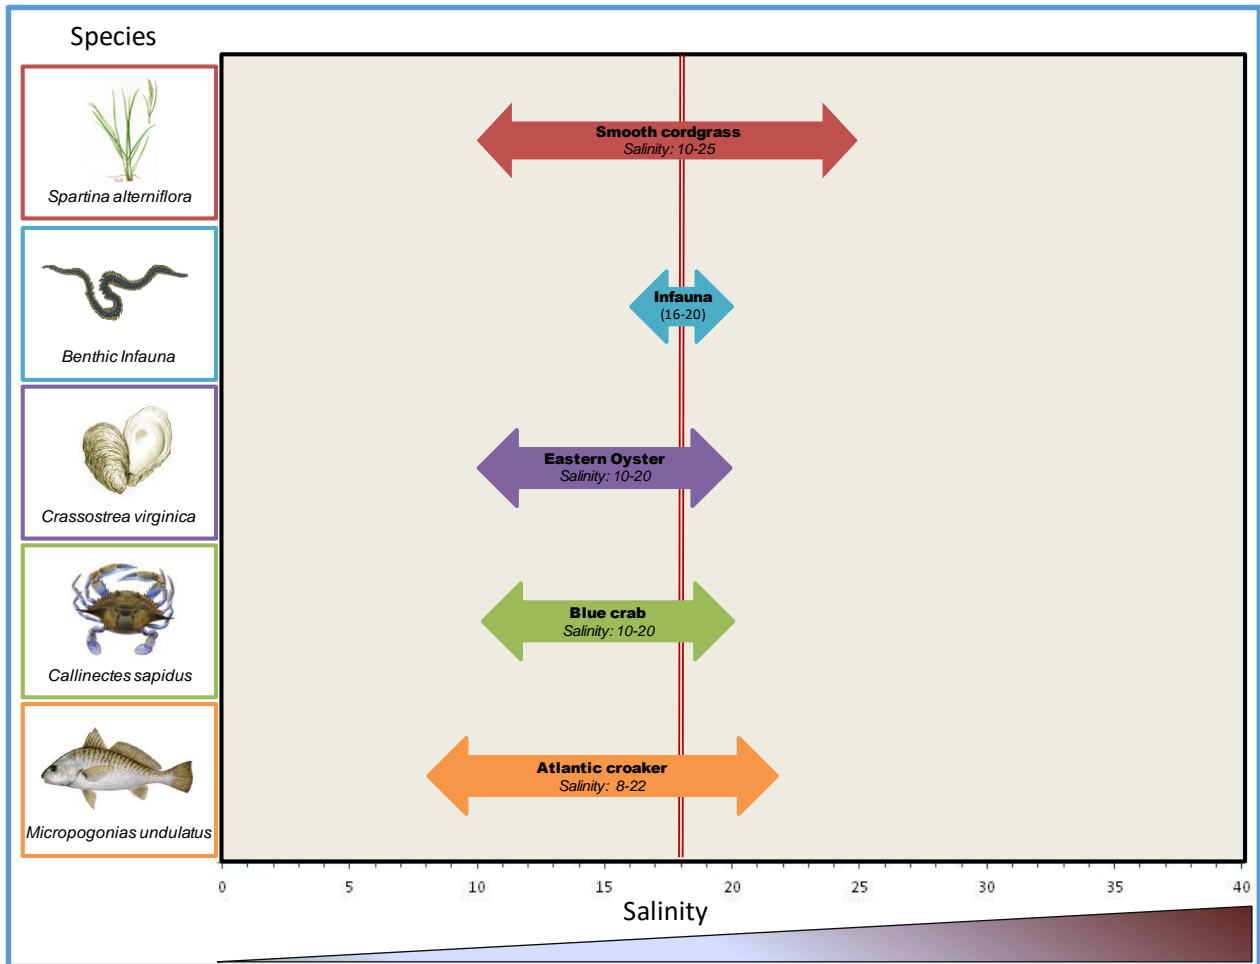 Species
Spartina alterniflora
Smooth cordgrass
Salinity: 10-25
Benthic Infauna
Infauna
(16-20)
Crassostrea virginica
Eastern Oyster
Salinity: 10-20
Callinectes sapidus
Blue crab
Salinity: 10-20
Micropogonias undulatus
Atlantic croaker
Salinity: 8-22
0 5 10 15 20 25 30 35 40
Salinity